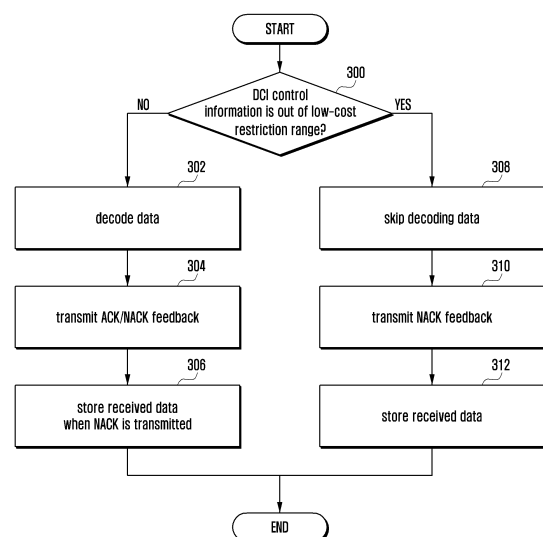 START
300
DCI control
information is out of low-cost
restriction range?
NO
YES
302
decode data
308
skip decoding data
304
transmit ACK/NACK feedback
310
transmit NACK feedback
306
store received data
when NACK is transmitted
312
store received data
END